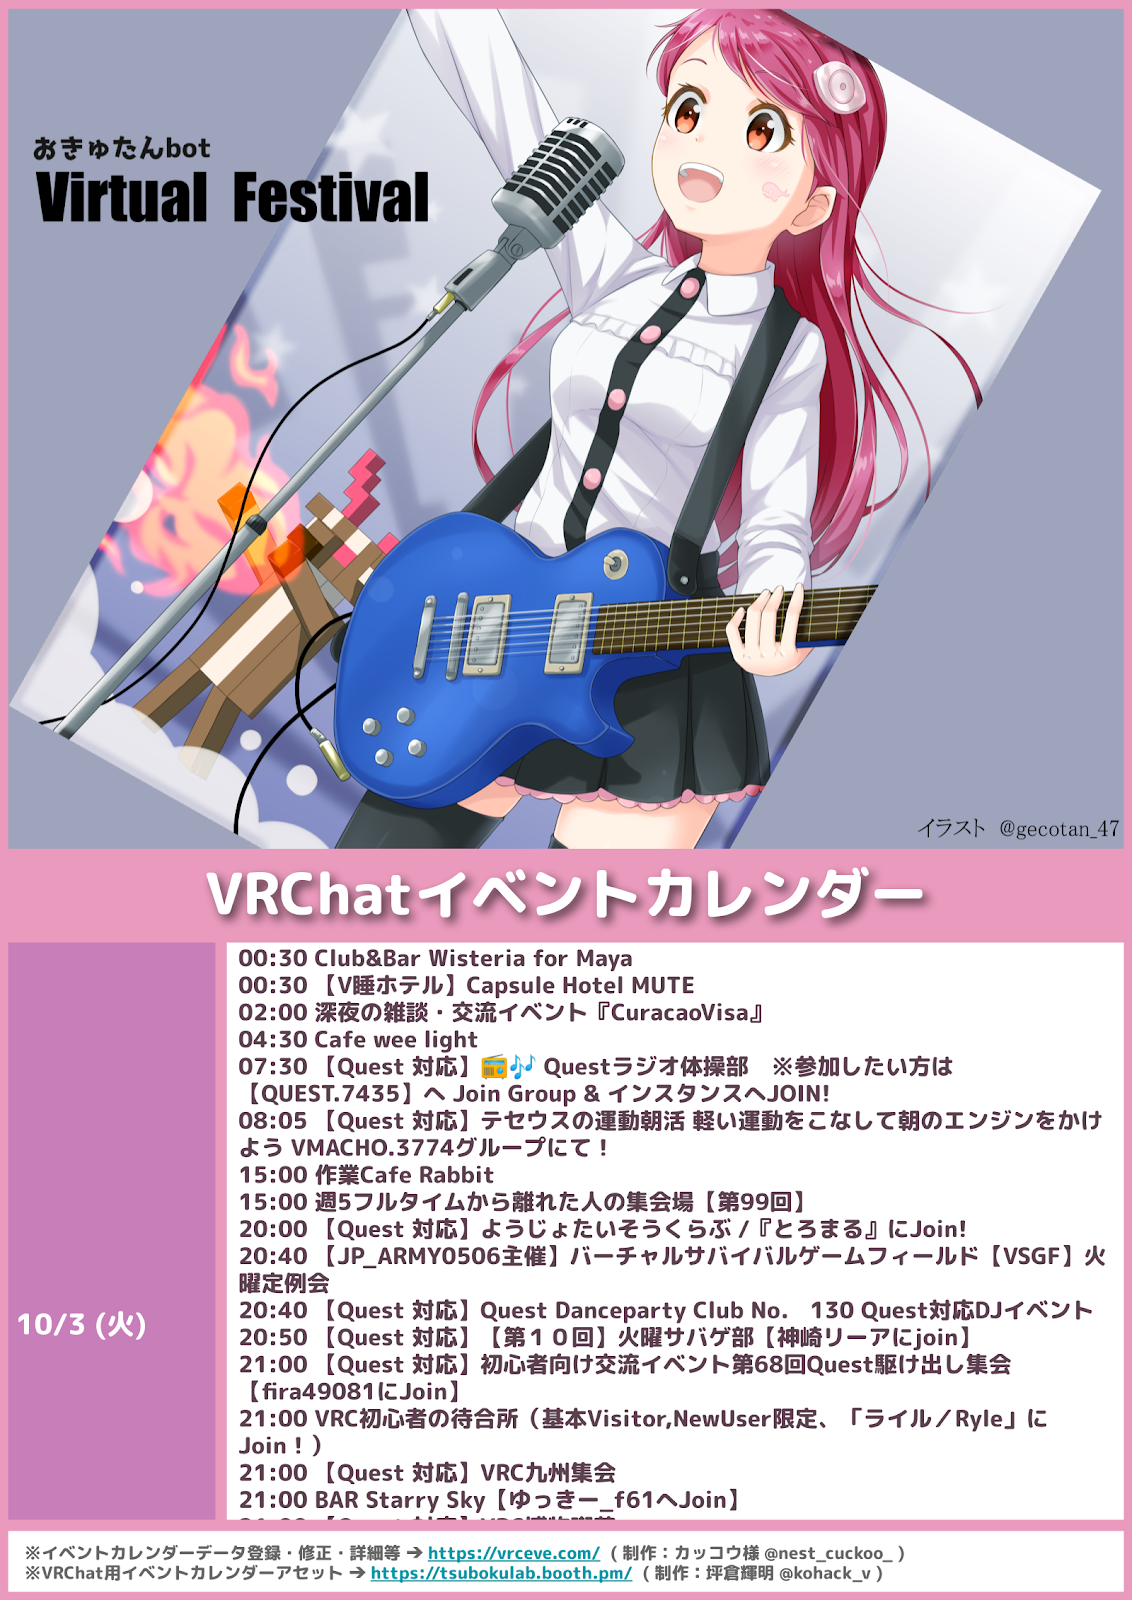 おきゅたんbot
Virtual Festival
イラスト @gecotan_47
VRChatイベントカレンダー
10/3 (火)
00:30 Club&Bar Wisteria for Maya
00:30 【V睡ホテル】Capsule Hotel MUTE
02:00 深夜の雑談・交流イベント『CuracaoVisa』
04:30 Cafe wee light
07:30 【Quest 対応】📻🎶 Questラジオ体操部　※参加したい方は
【QUEST.7435】へ Join Group & インスタンスへJOIN!
08:05 【Quest 対応】テセウスの運動朝活 軽い運動をこなして朝のエンジンをかけ
よう VMACHO.3774グループにて！
15:00 作業Cafe Rabbit
15:00 週5フルタイムから離れた人の集会場【第99回】
20:00 【Quest 対応】ようじょたいそうくらぶ /『とろまる』にJoin!
20:40 【JP_ARMY0506主催】バーチャルサバイバルゲームフィールド【VSGF】火
曜定例会
20:40 【Quest 対応】Quest Danceparty Club No.　130 Quest対応DJイベント
20:50 【Quest 対応】【第１０回】火曜サバゲ部【神崎リーアにjoin】
21:00 【Quest 対応】初心者向け交流イベント第68回Quest駆け出し集会
【fira49081にJoin】
21:00 VRC初心者の待合所（基本Visitor,NewUser限定、「ライル／Ryle」に
Join！）
21:00 【Quest 対応】VRC九州集会
21:00 BAR Starry Sky【ゆっきー_f61へJoin】
※イベントカレンダーデータ登録・修正・詳細等 ➔ https://vrceve.com/ （制作：カッコウ様 @nest_cuckoo_ ）
※VRChat用イベントカレンダーアセット ➔ https://tsubokulab.booth.pm/ （制作：坪倉輝明 @kohack_v ）